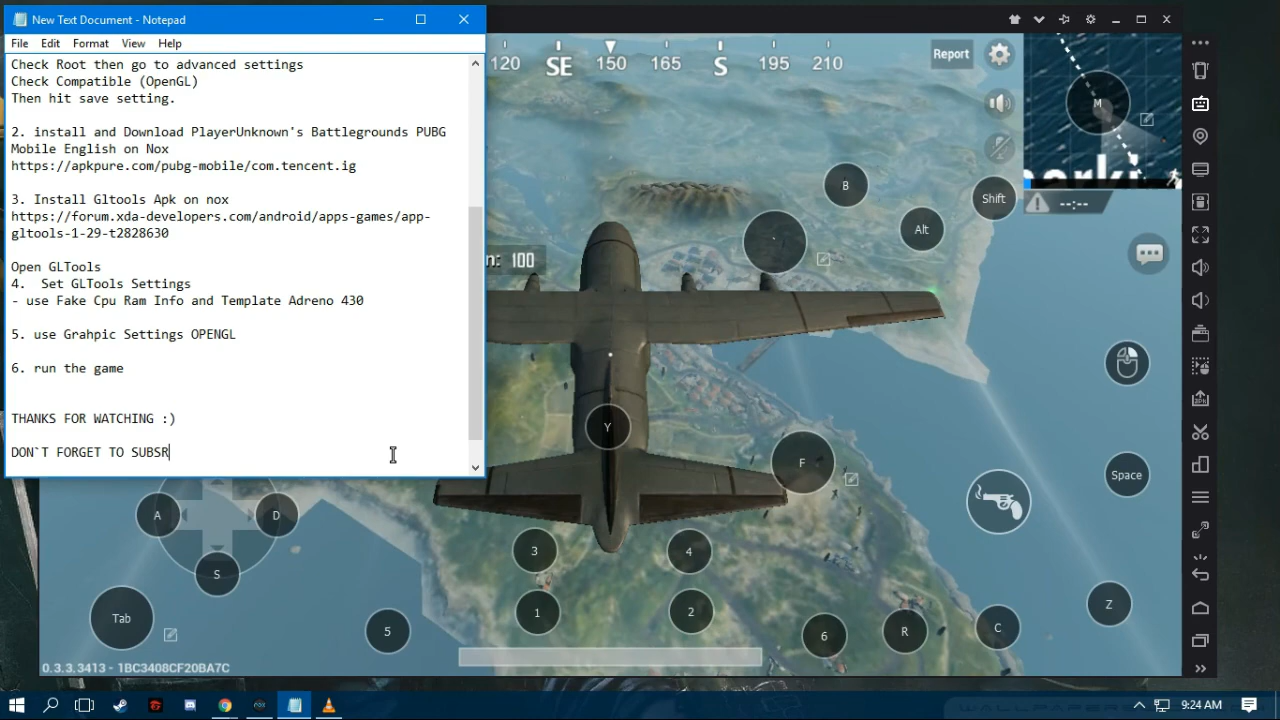 New Text Document - Notepad
File Edit Format View Help
Check Root then go to advanced settings
Check Compatible (OpenGL)
Then hit save setting.
2. install and Download PlayerUnknown's Battlegrounds PUBG
Mobile English on Nox
https://apkpure.com/pubg-mobile/com.tencent.ig
3. Install Gltools Apk on nox
https://forum.xda-developers.com/android/apps-games/app-
gltools-1-29-t2828630
Open GLTools
4.  Set GLTools Settings
- use Fake Cpu Ram Info and Template Adreno 430
5. use Grahpic Settings OPENGL
6. run the game
THANKS FOR WATCHING :)
DON`T FORGET TO SUBSR
120 SE 150 165 S 195 210
Report
M
--:--
n: 100
B
Shift
Alt
Y
F
Space
A
D
S
3
4
Tab
5
1
2
6
R
C
Z
0.3.3.3413 - 1BC3408CF20BA7C
9:24 AM